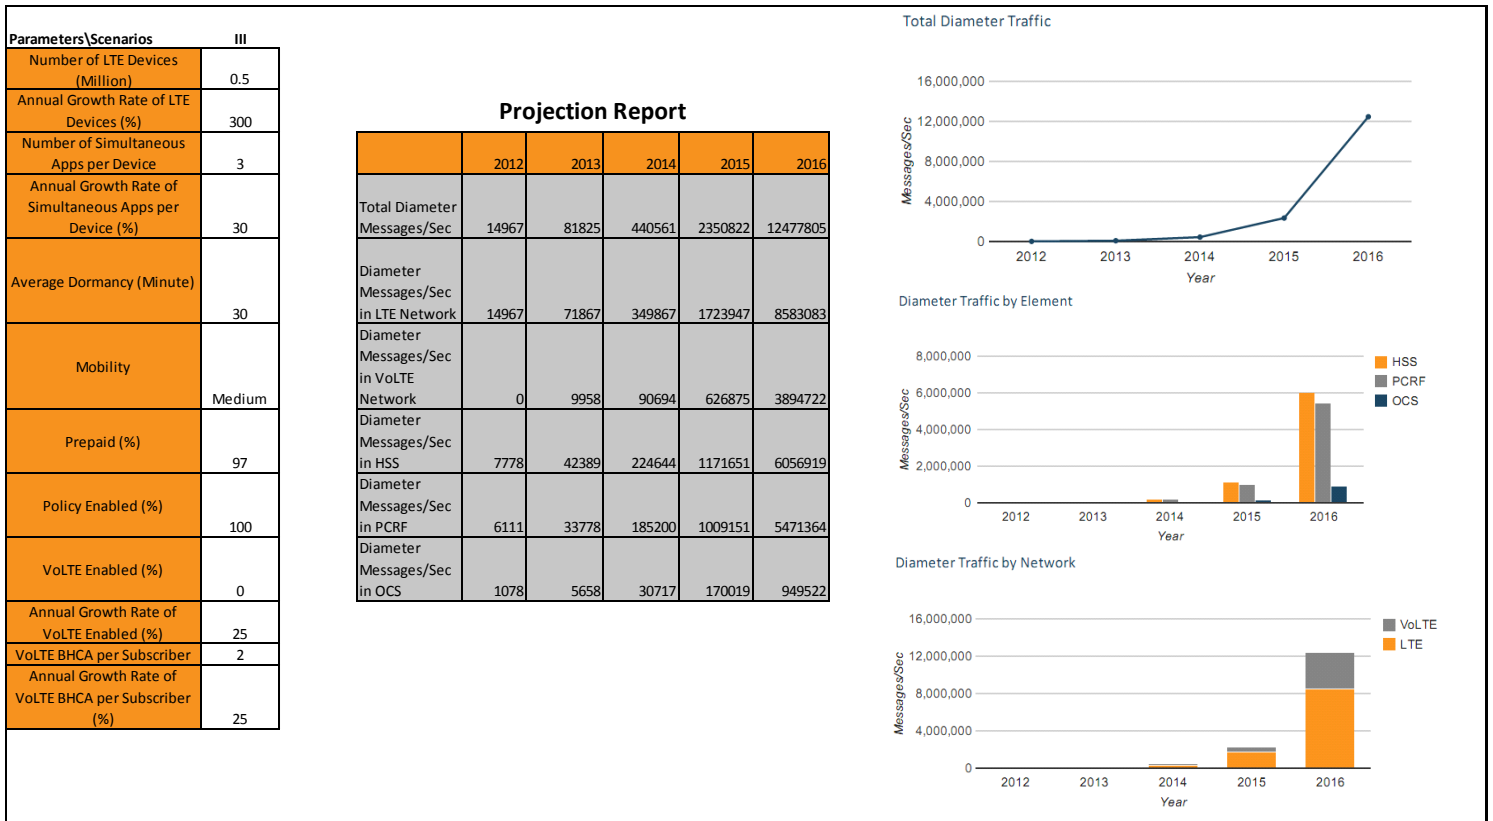 Parameters\Scenarios III
Number of LTE Devices
(Million) 0.5
Annual Growth Rate of LTE
Devices (%) 300
Number of Simultaneous
Apps per Device 3
Annual Growth Rate of
Simultaneous Apps per
Device (%) 30
Average Dormancy (Minute)
30
Mobility
Medium
Prepaid (%)
97
Policy Enabled (%)
100
VoLTE Enabled (%)
0
Annual Growth Rate of
VoLTE Enabled (%) 25
VoLTE BHCA per Subscriber 2
Annual Growth Rate of
VoLTE BHCA per Subscriber
(%) 25
Projection Report
2012 2013 2014 2015 2016
Total Diameter
Messages/Sec 14967 81825 440561 2350822 12477805
Diameter
Messages/Sec
in LTE Network 14967 71867 349867 1723947 8583083
Diameter
Messages/Sec
in VoLTE
Network 0 9958 90694 626875 3894722
Diameter
Messages/Sec
in HSS 7778 42389 224644 1171651 6056919
Diameter
Messages/Sec
in PCRF 6111 33778 185200 1009151 5471364
Diameter
Messages/Sec
in OCS 1078 5658 30717 170019 949522
Total Diameter Traffic
Messages/Sec
16,000,000
12,000,000
8,000,000
4,000,000
0
2012 2013 2014 2015 2016
Year
Diameter Traffic by Element
Messages/Sec
8,000,000
6,000,000
4,000,000
2,000,000
0
2012 2013 2014 2015 2016
Year
HSS
PCRF
OCS
Diameter Traffic by Network
Messages/Sec
16,000,000
12,000,000
8,000,000
4,000,000
0
2012 2013 2014 2015 2016
Year
VoLTE
LTE